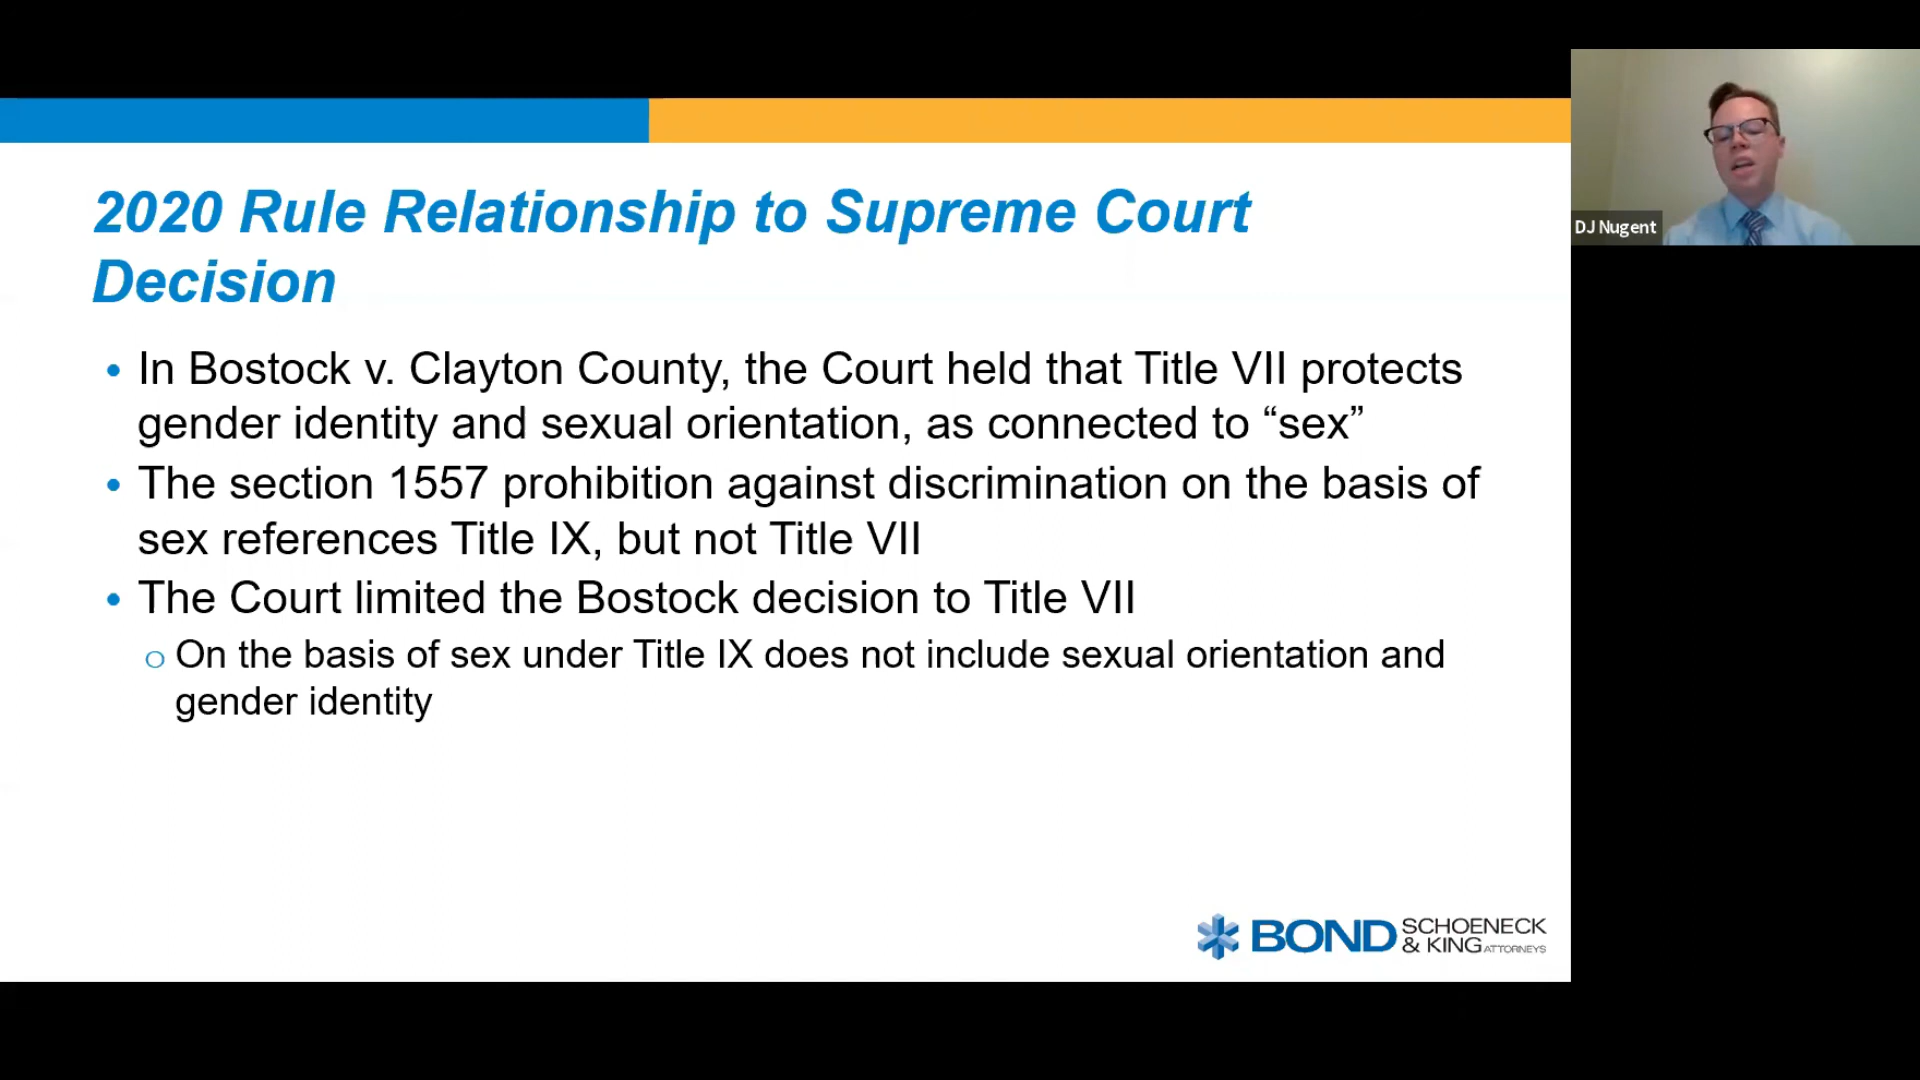 2020 Rule Relationship to Supreme Court
Decision
• In Bostock v. Clayton County, the Court held that Title VII protects
gender identity and sexual orientation, as connected to “sex”
• The section 1557 prohibition against discrimination on the basis of
sex references Title IX, but not Title VII
• The Court limited the Bostock decision to Title VII
o On the basis of sex under Title IX does not include sexual orientation and
gender identity
DJ Nugent
BOND SCHOENECK
& KING ATTORNEYS